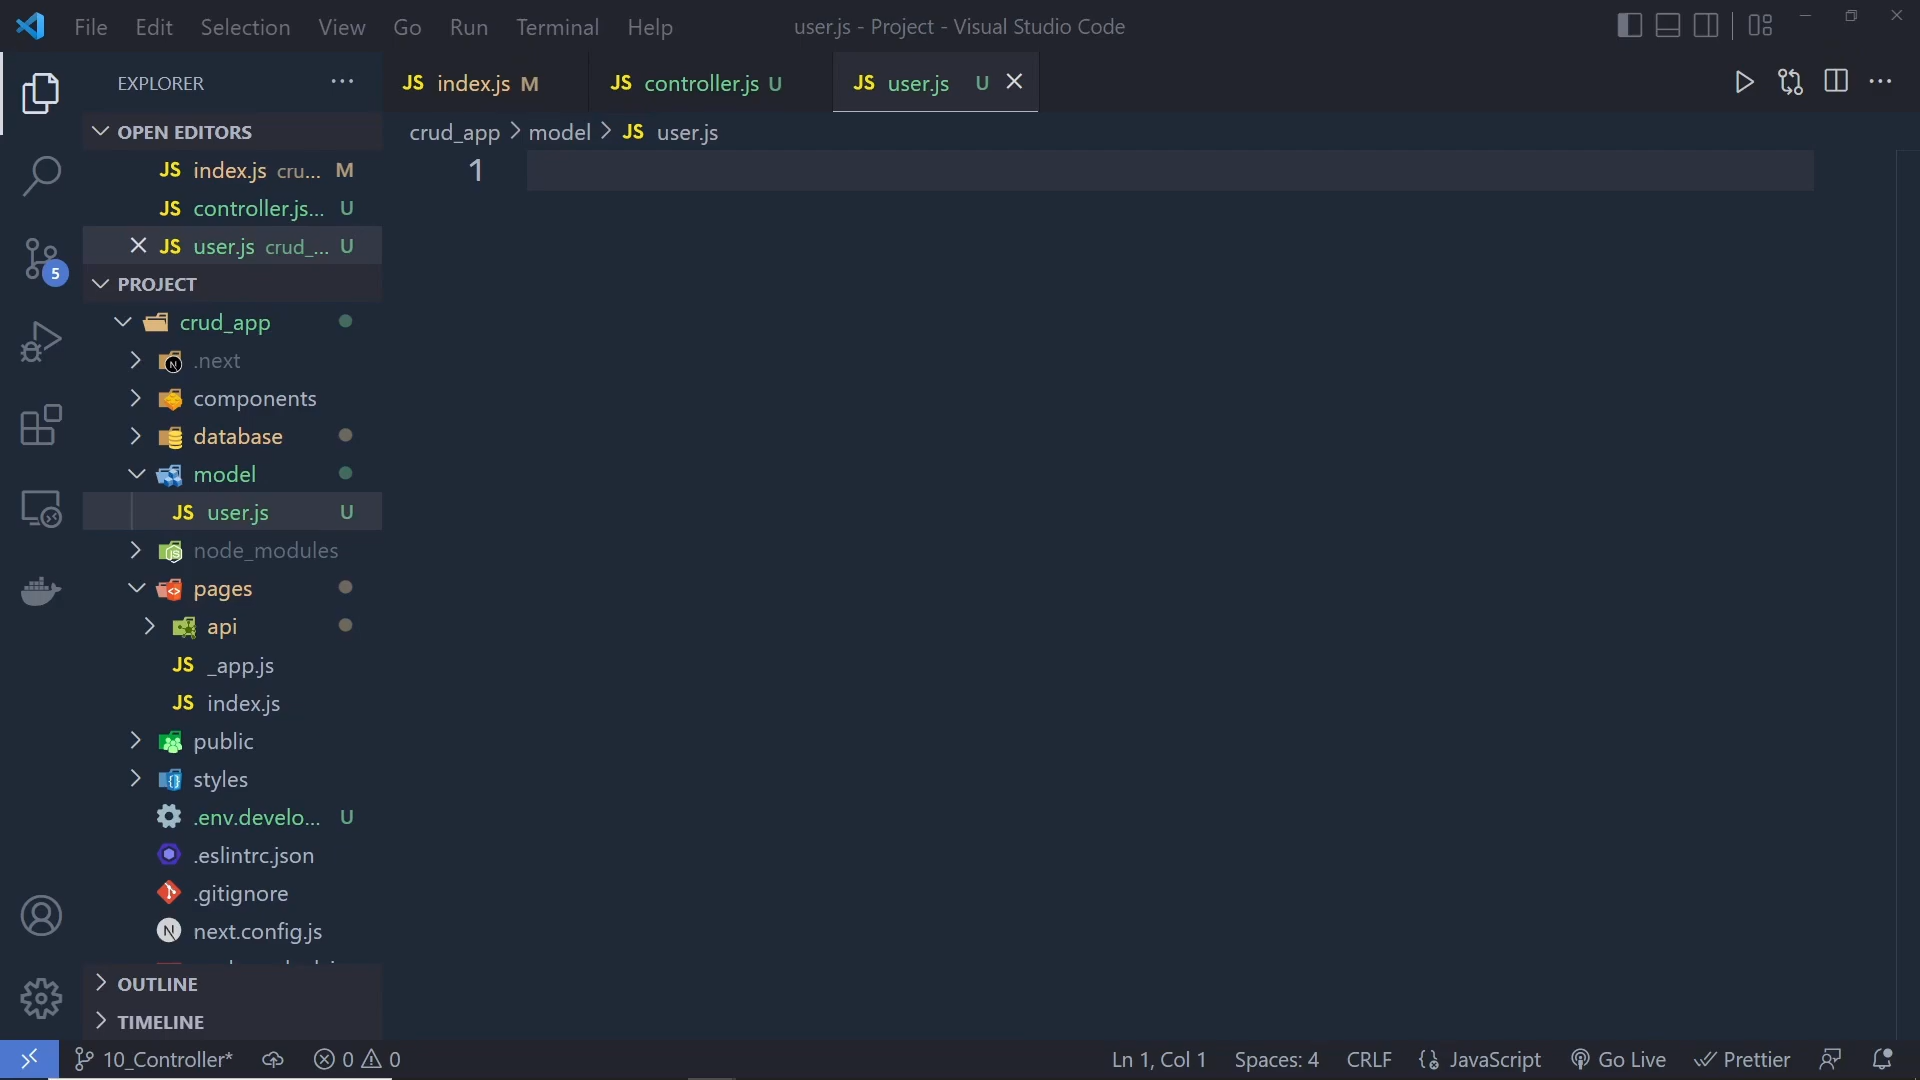 File Edit Selection View Go Run Terminal Help user.js - Project - Visual Studio Code
EXPLORER
JS index.js M JS controller.js U JS user.js U
OPEN EDITORS
crud_app > model > JS user.js
JS index.js cru... M
1
JS controller.js... U
JS user.js crud_... U
5
PROJECT
crud_app
.next
components
database
model
JS user.js U
node_modules
pages
api
JS _app.js
JS index.js
public
styles
.env.develo... U
.eslintrc.json
.gitignore
N next.config.js
OUTLINE
TIMELINE
10_Controller* 0 0 Ln 1, Col 1 Spaces: 4 CRLF JavaScript Go Live Prettier